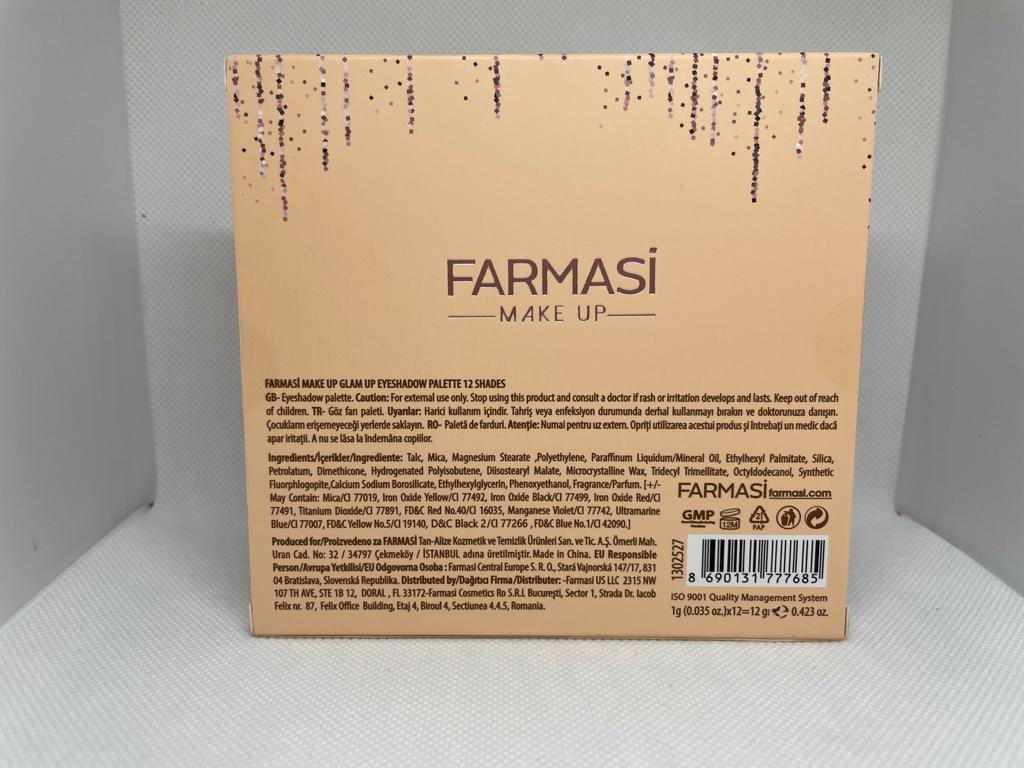 FARMASİ
MAKE UP
FARMASİ MAKE UP GLAM UP EYESHADOW PALETTE 12 SHADES
GB- Eyeshadow palette. Caution: For external use only. Stop using this product and consult a doctor if rash or irritation develops and lasts. Keep out of reach
of children. TR- Göz farı paleti. Uyarılar: Harici kullanım içindir. Tahriş veya enfeksiyon durumunda derhal kullanmayı bırakın ve doktorunuza danışın.
Çocukların erişemeyeceği yerlerde saklayın. RO- Paletă de farduri. Atenție: Numai pentru uz extern. Opriți utilizarea acestui produs și întrebați un medic dacă
apar iritații. A nu se lăsa la îndemâna copiilor.
Ingredients/İçerikler/Ingrediente: Talc, Mica, Magnesium Stearate ,Polyethylene, Paraffinum Liquidum/Mineral Oil, Ethylhexyl Palmitate, Silica,
Petrolatum, Dimethicone, Hydrogenated Polyisobutene, Diisostearyl Malate, Microcrystalline Wax, Tridecyl Trimellitate, Octyldodecanol, Synthetic
Fluorphlogopite,Calcium Sodium Borosilicate, Ethylhexylglycerin, Phenoxyethanol, Fragrance/Parfum. [+/-
May Contain: Mica/CI 77019, Iron Oxide Yellow/CI 77492, Iron Oxide Black/CI 77499, Iron Oxide Red/CI
77491, Titanium Dioxide/CI 77891, FD&C Red No.40/CI 16035, Manganese Violet/CI 77742, Ultramarine
Blue/CI 77007, FD&C Yellow No.5/CI 19140, D&C Black 2/CI 77266 , FD&C Blue No.1/CI 42090.]
Produced for/Proizvedeno za FARMASİ Tan-Alize Kozmetik ve Temizlik Ürünleri San. ve Tic. A.Ş. Ömerli Mah.
Uran Cad. No: 32 / 34797 Çekmeköy / İSTANBUL adına üretilmiştir. Made in China. EU Responsible
Person/Avrupa Yetkilisi/EU Odgovorna Osoba : Farmasi Central Europe S. R. O., Stará Vajnorská 147/17, 831
04 Bratislava, Slovenská Republika. Distributed by/Dağıtıcı Firma/Distributer: -Farmasi US LLC 2315 NW
107 TH AVE, STE 1B 12, DORAL , FL 33172-Farmasi Cosmetics Ro S.R.L București, Sector 1, Strada Dr. Iacob
Felix nr. 87, Felix Office Building, Etaj 4, Biroul 4, Sectiunea 4.4.5, Romania.
FARMASİ farmasi.com
GMP
12M
21
PAP
1302527
8 690131 777685
ISO 9001 Quality Management System
1g (0.035 oz.)x12=12 g℮ 0.423 oz.